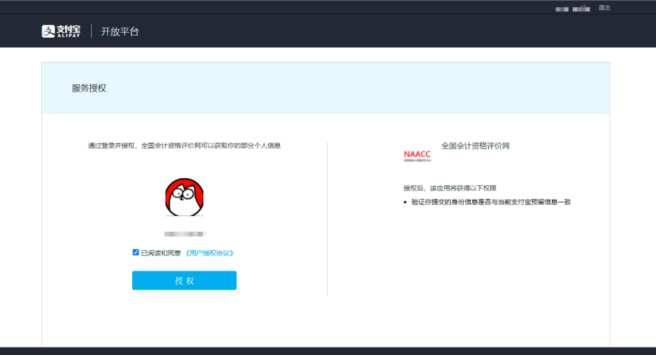 退出
支付宝
ALIPAY
开放平台
服务授权
通过登录并授权，全国会计资格评价网可以获取你的部分个人信息
已阅读和同意 《用户授权协议》
授权
NAACC
全国会计资格评价网
授权后，该应用将获得以下权限
• 验证你提交的身份信息是否与当前支付宝预留信息一致